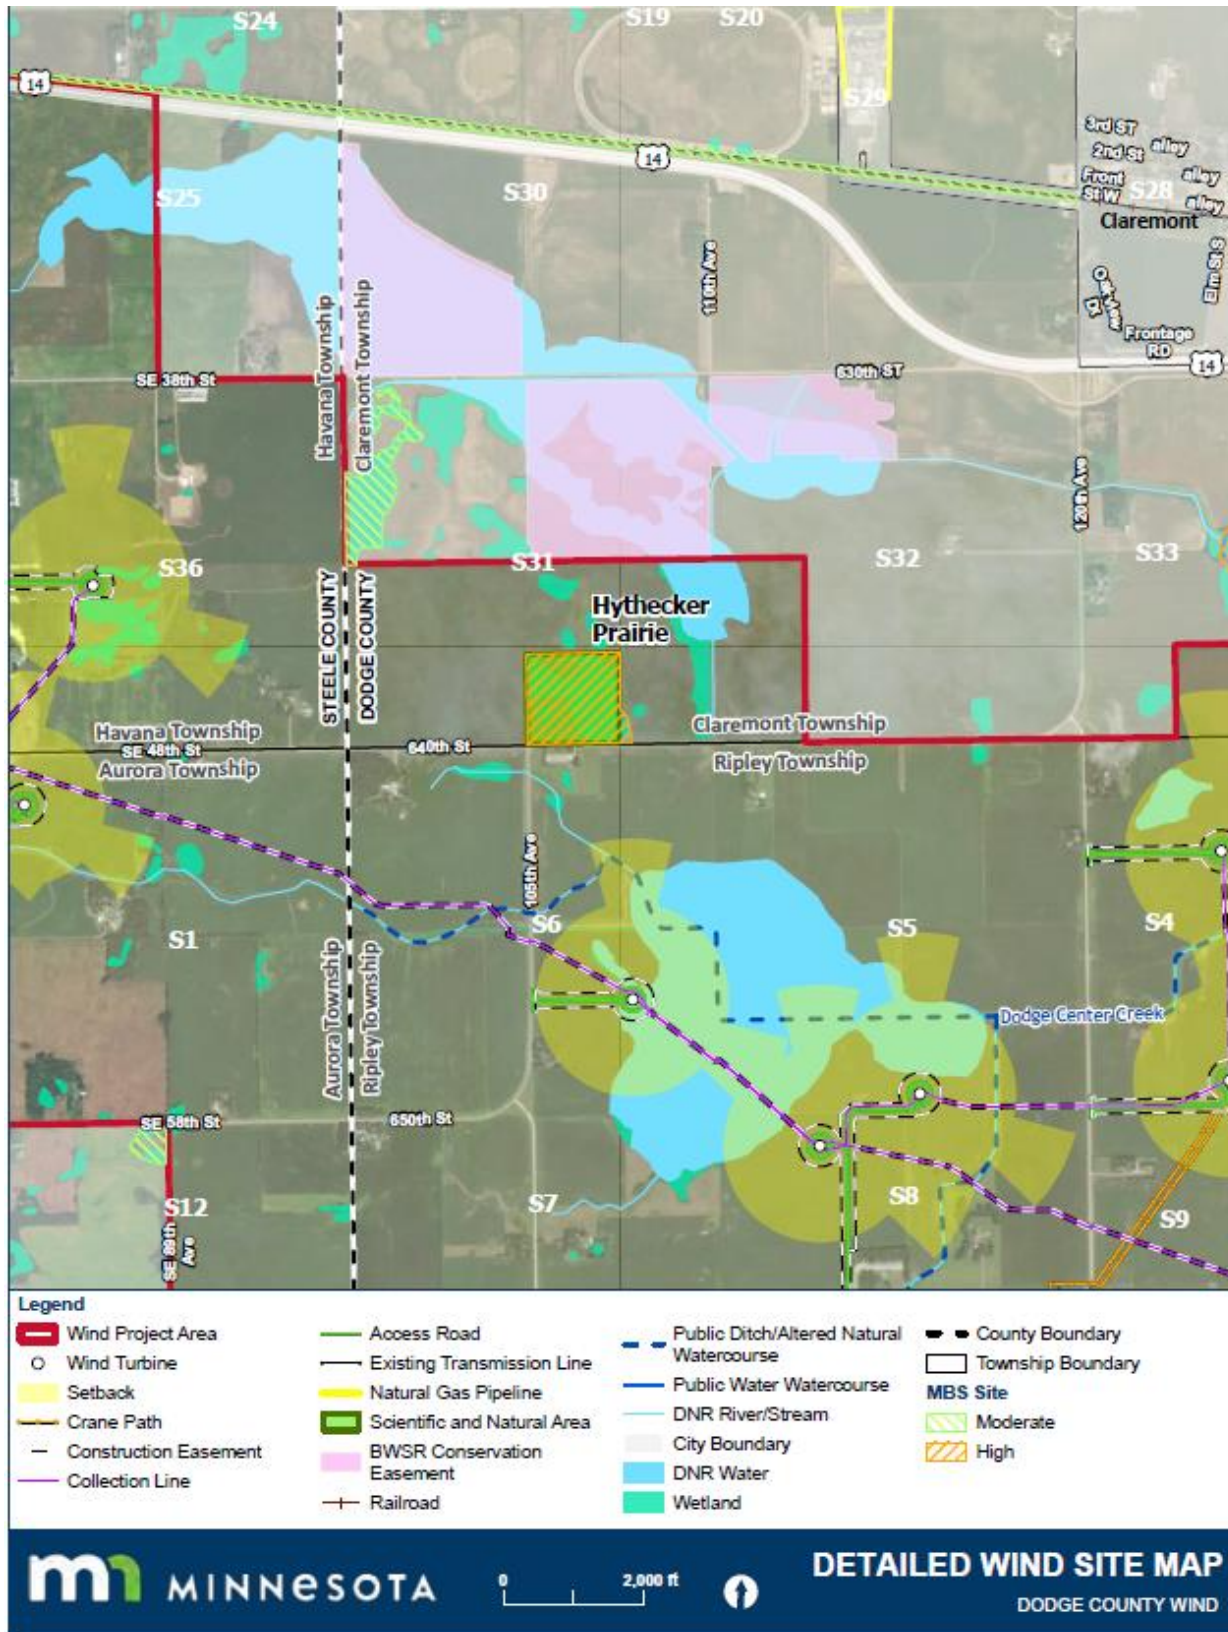 S24
S19
S20
14
S29
3rd ST
alley
2nd St
14
Front
St W
alley
S28
alley
S25
S30
Claremont
110th Ave
Elm St S
Oakview
Dr
Frontage
RD
14
Havana Township
Claremont Township
SE 38th St
630th ST
120th Ave
S36
S31
S32
S33
Hythecker
Prairie
STEELE COUNTY
DODGE COUNTY
Havana Township
SE 48th St
Aurora Township
640th St
Claremont Township
Ripley Township
105th Ave
S1
S6
S5
S4
Aurora Township
Ripley Township
Dodge Center Creek
SE 58th St
650th St
S12
S7
S8
S9
SE 89th
Ave
Legend
Wind Project Area
Wind Turbine
Setback
Crane Path
Construction Easement
Collection Line
Access Road
Existing Transmission Line
Natural Gas Pipeline
Scientific and Natural Area
BWSR Conservation
Easement
Railroad
Public Ditch/Altered Natural
Watercourse
Public Water Watercourse
DNR River/Stream
City Boundary
DNR Water
Wetland
County Boundary
Township Boundary
MBS Site
Moderate
High
mn MINNESOTA
0 2,000 ft
DETAILED WIND SITE MAP
DODGE COUNTY WIND